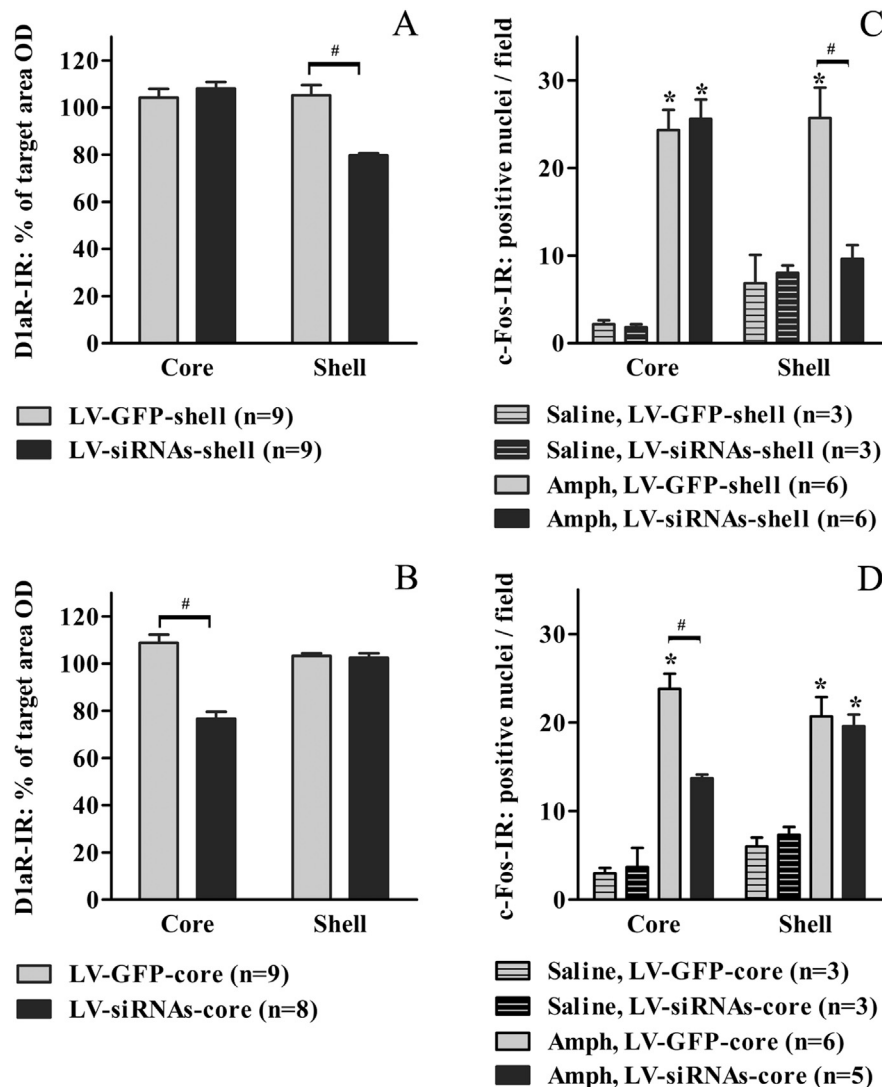 A
D1aR-IR: % of target area OD
120
100
80
60
40
20
0
#
Core
Shell
LV-GFP-shell (n=9)
LV-siRNAs-shell (n=9)
C
c-Fos-IR: positive nuclei / field
30
20
10
0
*
*
*
#
Core
Shell
Saline, LV-GFP-shell (n=3)
Saline, LV-siRNAs-shell (n=3)
Amph, LV-GFP-shell (n=6)
Amph, LV-siRNAs-shell (n=6)
B
D1aR-IR: % of target area OD
120
100
80
60
40
20
0
#
Core
Shell
LV-GFP-core (n=9)
LV-siRNAs-core (n=8)
D
c-Fos-IR: positive nuclei / field
30
20
10
0
#
*
*
*
Core
Shell
Saline, LV-GFP-core (n=3)
Saline, LV-siRNAs-core (n=3)
Amph, LV-GFP-core (n=6)
Amph, LV-siRNAs-core (n=5)